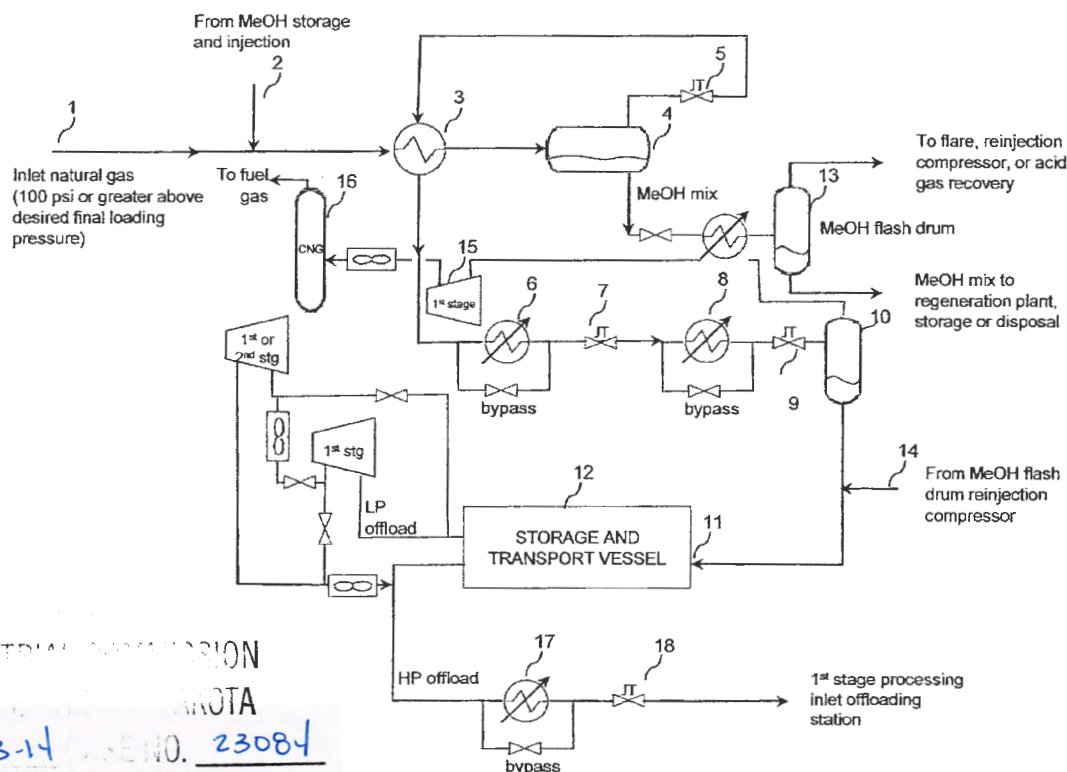 From MeOH storage
and injection
2
1
Inlet natural gas
(100 psi or greater above
desired final loading
pressure)
3
5
JT
4
MeOH mix
To flare, reinjection
compressor, or acid
gas recovery
13
MeOH flash drum
MeOH mix to
regeneration plant,
storage or disposal
To fuel
gas
16
CNG
15
1st stage
6
7
JT
8
JT
9
10
bypass
bypass
1st or
2nd stg
1st stg
LP
offload
12
STORAGE AND
TRANSPORT VESSEL
11
14
From MeOH flash
drum reinjection
compressor
HP offload
17
18
JT
bypass
1st stage processing
inlet offloading
station
NO. 23084